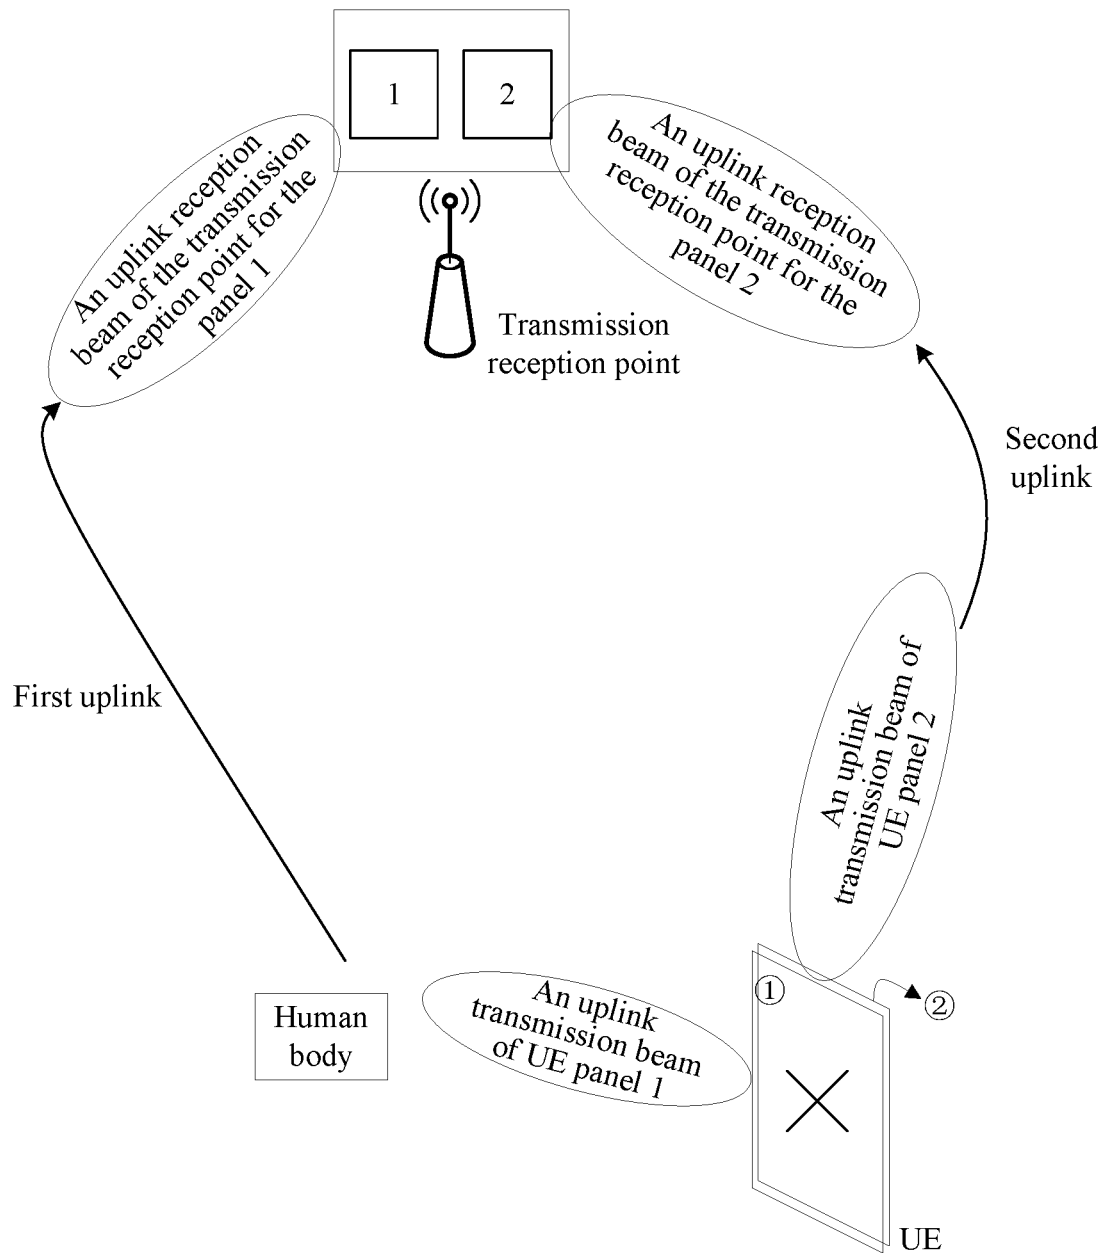 1
2
An uplink reception
beam of the transmission
reception point for the
panel 1
An uplink reception
beam of the transmission
reception point for the
panel 2
Transmission
reception point
Second
uplink
First uplink
An uplink
transmission beam of
UE panel 2
Human
body
An uplink
transmission beam
of UE panel 1
①
②
UE